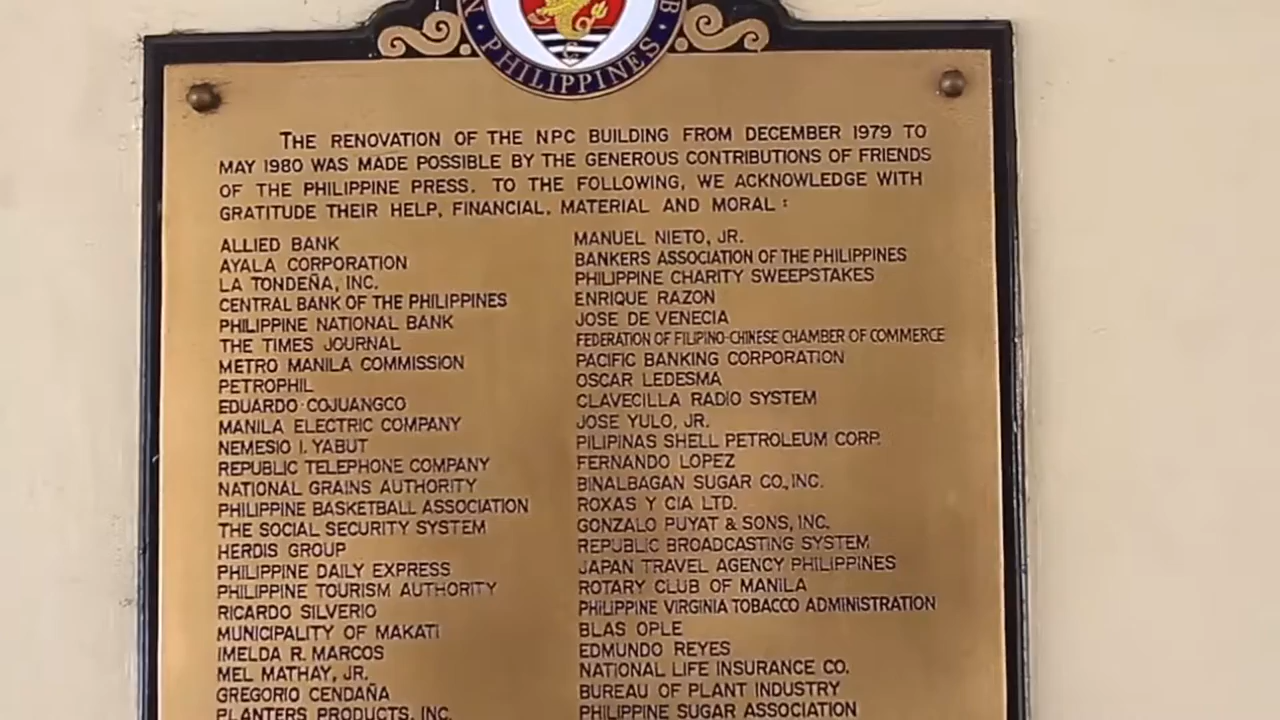 PHILIPPINES
THE RENOVATION OF THE NPC BUILDING FROM DECEMBER 1979 TO
MAY 1980 WAS MADE POSSIBLE BY THE GENEROUS CONTRIBUTIONS OF FRIENDS
OF THE PHILIPPINE PRESS. TO THE FOLLOWING, WE ACKNOWLEDGE WITH
GRATITUDE THEIR HELP, FINANCIAL, MATERIAL AND MORAL :
ALLIED BANK
AYALA CORPORATION
LA TONDEÑA, INC.
CENTRAL BANK OF THE PHILIPPINES
PHILIPPINE NATIONAL BANK
THE TIMES JOURNAL
METRO MANILA COMMISSION
PETROPHIL
EDUARDO COJUANGCO
MANILA ELECTRIC COMPANY
NEMESIO I. YABUT
REPUBLIC TELEPHONE COMPANY
NATIONAL GRAINS AUTHORITY
PHILIPPINE BASKETBALL ASSOCIATION
THE SOCIAL SECURITY SYSTEM
HERDIS GROUP
PHILIPPINE DAILY EXPRESS
PHILIPPINE TOURISM AUTHORITY
RICARDO SILVERIO
MUNICIPALITY OF MAKATI
IMELDA R. MARCOS
MEL MATHAY, JR.
GREGORIO CENDAÑA
PLANTERS PRODUCTS, INC.
MANUEL NIETO, JR.
BANKERS ASSOCIATION OF THE PHILIPPINES
PHILIPPINE CHARITY SWEEPSTAKES
ENRIQUE RAZON
JOSE DE VENECIA
FEDERATION OF FILIPINO-CHINESE CHAMBER OF COMMERCE
PACIFIC BANKING CORPORATION
OSCAR LEDESMA
CLAVECILLA RADIO SYSTEM
JOSE YULO, JR.
PILIPINAS SHELL PETROLEUM CORP.
FERNANDO LOPEZ
BINALBAGAN SUGAR CO., INC.
ROXAS Y CIA LTD.
GONZALO PUYAT & SONS, INC.
REPUBLIC BROADCASTING SYSTEM
JAPAN TRAVEL AGENCY PHILIPPINES
ROTARY CLUB OF MANILA
PHILIPPINE VIRGINIA TOBACCO ADMINISTRATION
BLAS OPLE
EDMUNDO REYES
NATIONAL LIFE INSURANCE CO.
BUREAU OF PLANT INDUSTRY
PHILIPPINE SUGAR ASSOCIATION